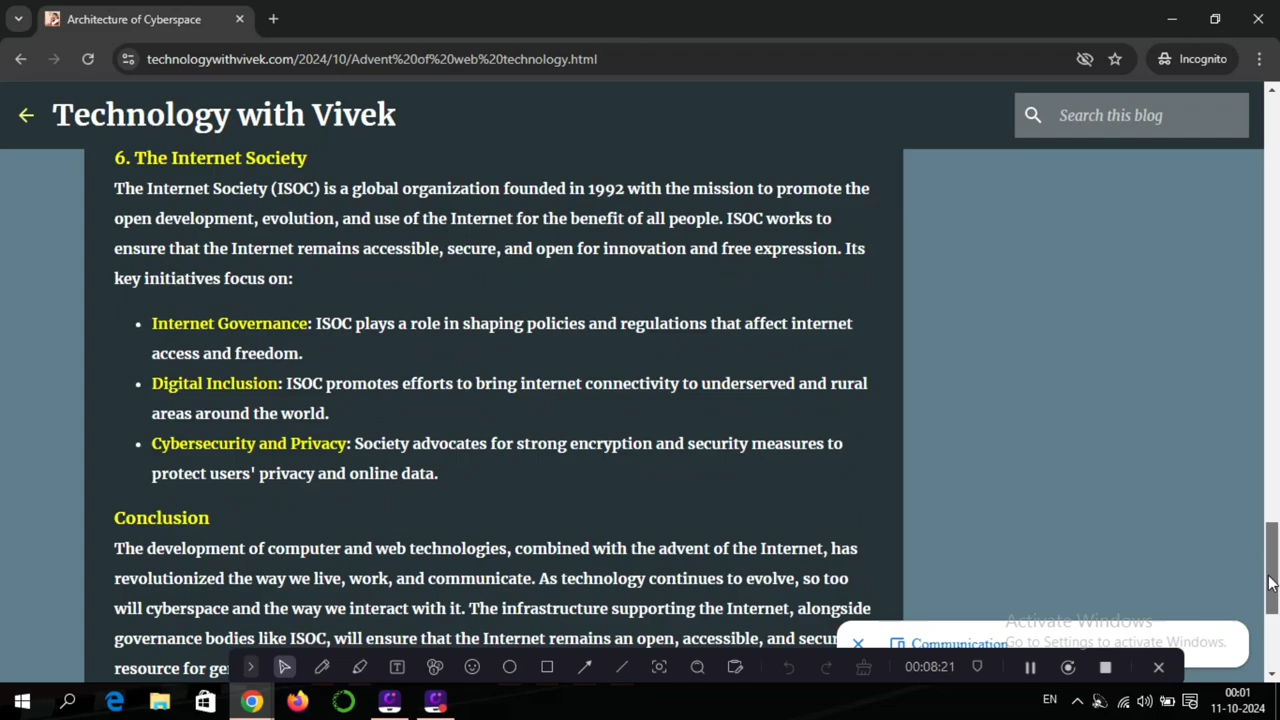 Architecture of Cyberspace
technologywithvivek.com/2024/10/Advent%20of%20web%20technology.html
Incognito
Technology with Vivek
Search this blog
6. The Internet Society
The Internet Society (ISOC) is a global organization founded in 1992 with the mission to promote the
open development, evolution, and use of the Internet for the benefit of all people. ISOC works to
ensure that the Internet remains accessible, secure, and open for innovation and free expression. Its
key initiatives focus on:
• Internet Governance: ISOC plays a role in shaping policies and regulations that affect internet
access and freedom.
• Digital Inclusion: ISOC promotes efforts to bring internet connectivity to underserved and rural
areas around the world.
• Cybersecurity and Privacy: Society advocates for strong encryption and security measures to
protect users' privacy and online data.
Conclusion
The development of computer and web technologies, combined with the advent of the Internet, has
revolutionized the way we live, work, and communicate. As technology continues to evolve, so too
will cyberspace and the way we interact with it. The infrastructure supporting the Internet, alongside
governance bodies like ISOC, will ensure that the Internet remains an open, accessible, and
resource for
Activate Windows
Communication
Go to Settings to activate Windows.
00:08:21
EN
00:01
11-10-2024